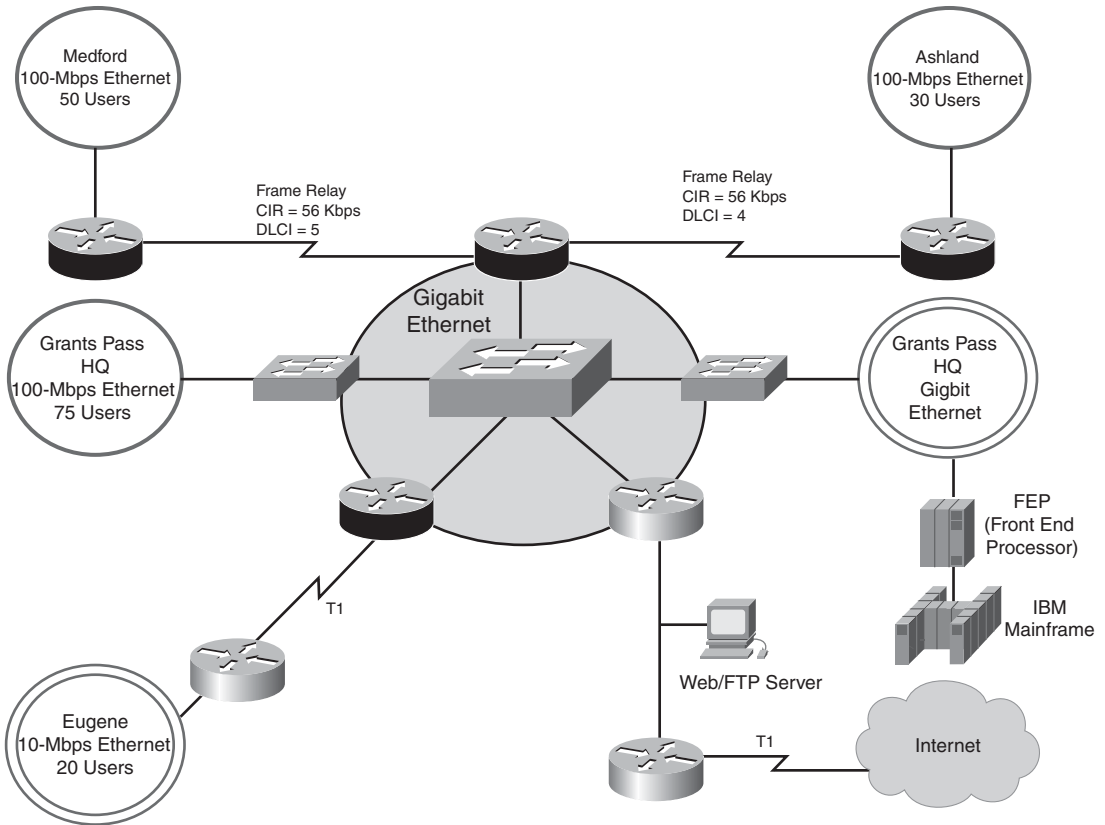 Medford
100-Mbps Ethernet
50 Users
Ashland
100-Mbps Ethernet
30 Users
Frame Relay
CIR = 56 Kbps
DLCI = 5
Frame Relay
CIR = 56 Kbps
DLCI = 4
Gigabit
Ethernet
Grants Pass
HQ
100-Mbps Ethernet
75 Users
Grants Pass
HQ
Gigbit
Ethernet
FEP
(Front End
Processor)
IBM
Mainframe
T1
Web/FTP Server
Eugene
10-Mbps Ethernet
20 Users
T1
Internet